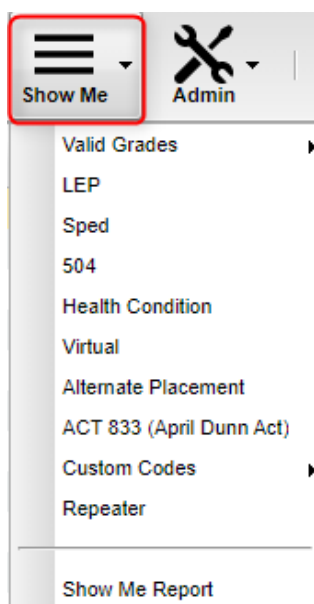 Show Me
Admin
Valid Grades
LEP
Sped
504
Health Condition
Virtual
Alternate Placement
ACT 833 (April Dunn Act)
Custom Codes
Repeater
Show Me Report